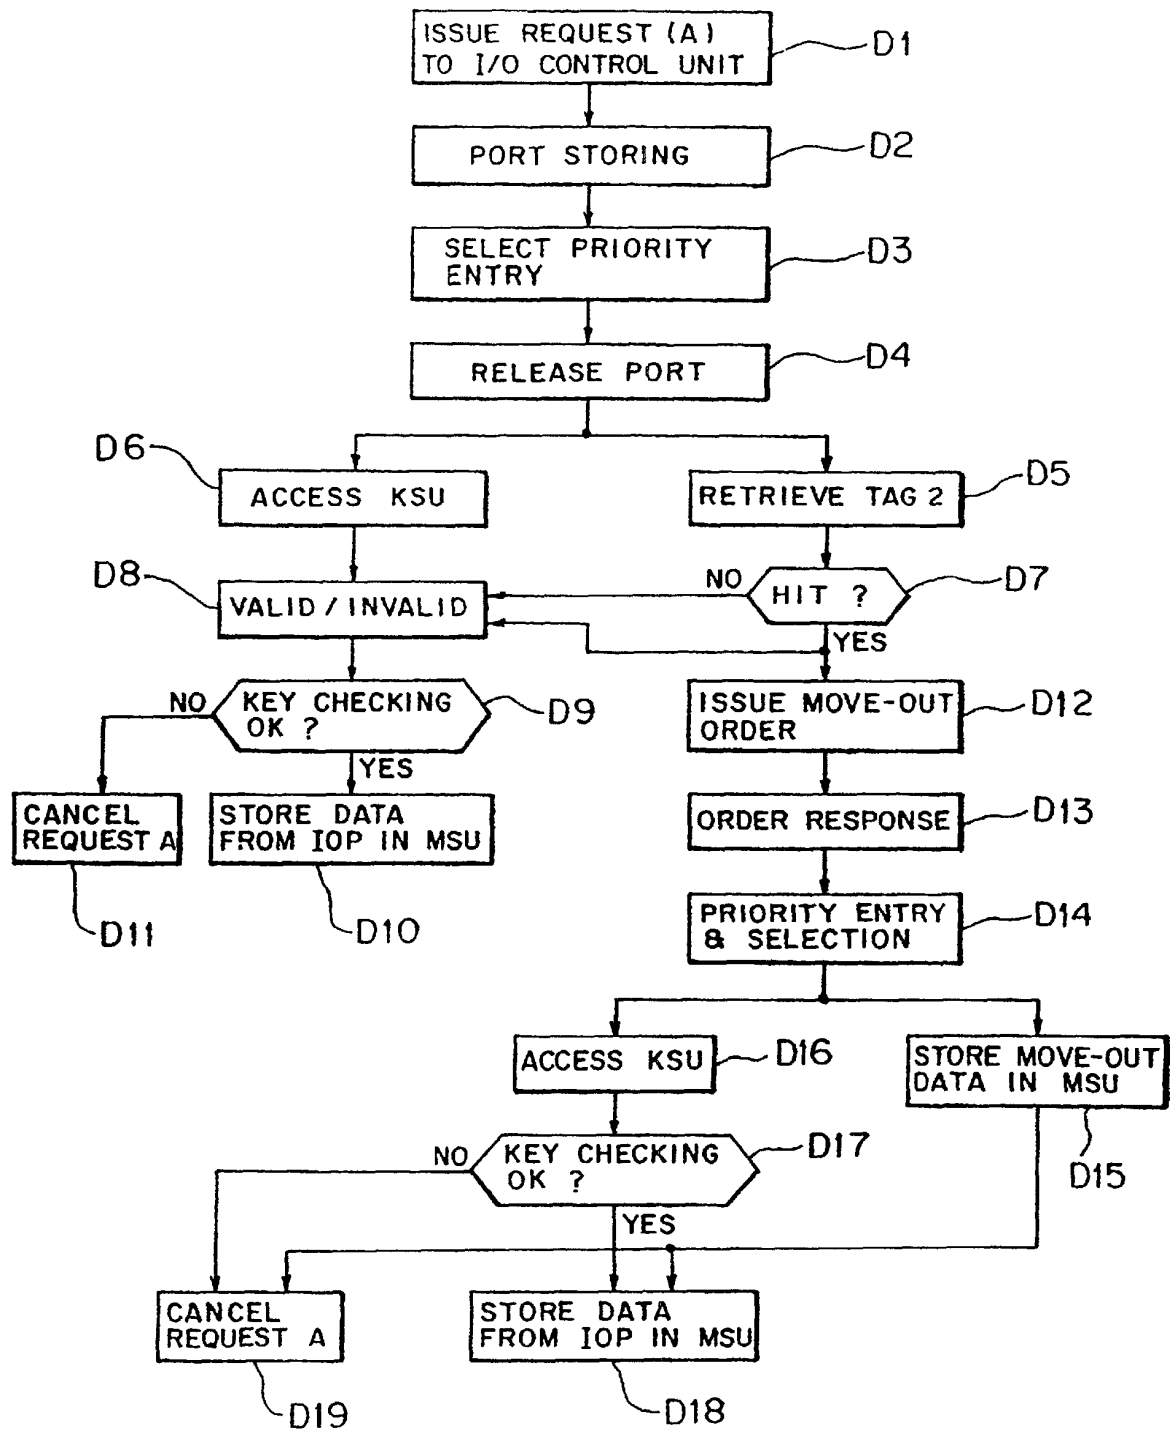 ISSUE REQUEST (A)
TO I/O CONTROL UNIT
D1
PORT STORING
D2
SELECT PRIORITY
ENTRY
D3
RELEASE PORT
D4
D6
ACCESS KSU
RETRIEVE TAG 2
D5
D8
VALID / INVALID
NO
HIT ?
D7
YES
NO
KEY CHECKING
OK ?
D9
YES
ISSUE MOVE-OUT
ORDER
D12
CANCEL
REQUEST A
STORE DATA
FROM IOP IN MSU
ORDER RESPONSE
D13
D11
D10
PRIORITY ENTRY
& SELECTION
D14
ACCESS KSU
D16
STORE MOVE-OUT
DATA IN MSU
D15
NO
KEY CHECKING
OK ?
D17
YES
CANCEL
REQUEST A
STORE DATA
FROM IOP IN MSU
D19
D18